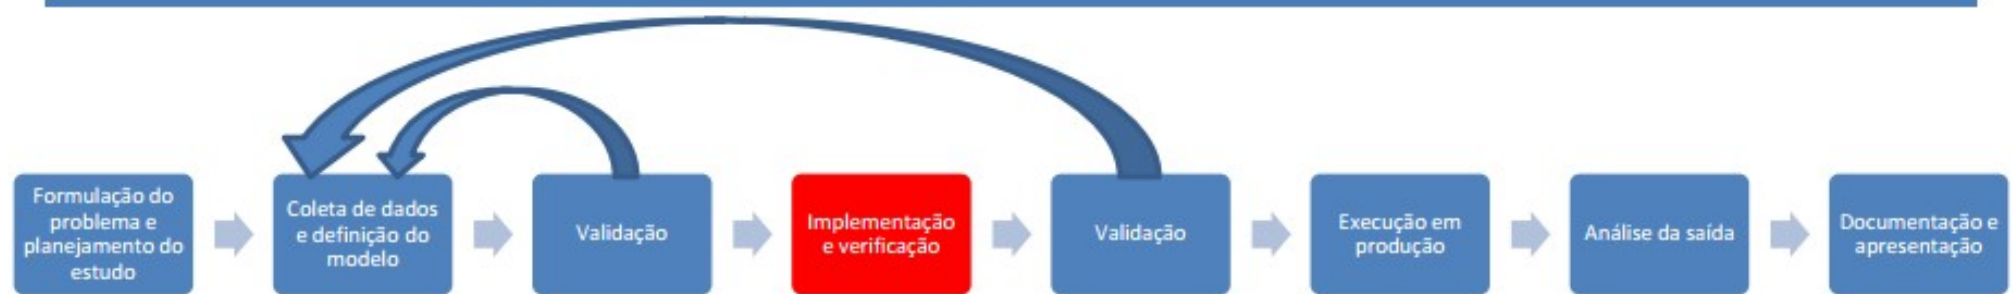 Formulação do
problema e
planejamento do
estudo
Coleta de dados
e definição do
modelo
Validação
Implementação
e verificação
Validação
Execução em
produção
Análise da saída
Documentação e
apresentação